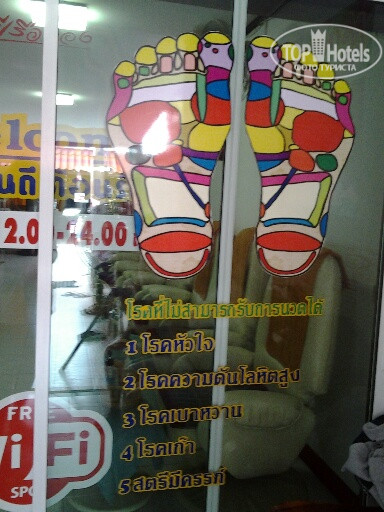 TOP Hotels
ФОТО ТУРИСТА
โรคที่ไม่สามารถรับการนวดได้
1 โรคหัวใจ
2 โรคความดันโลหิตสูง
3 โรคเบาหวาน
4 โรคเก๊า
5 สตรีมีครรภ์
FRE
WiFi
SPO